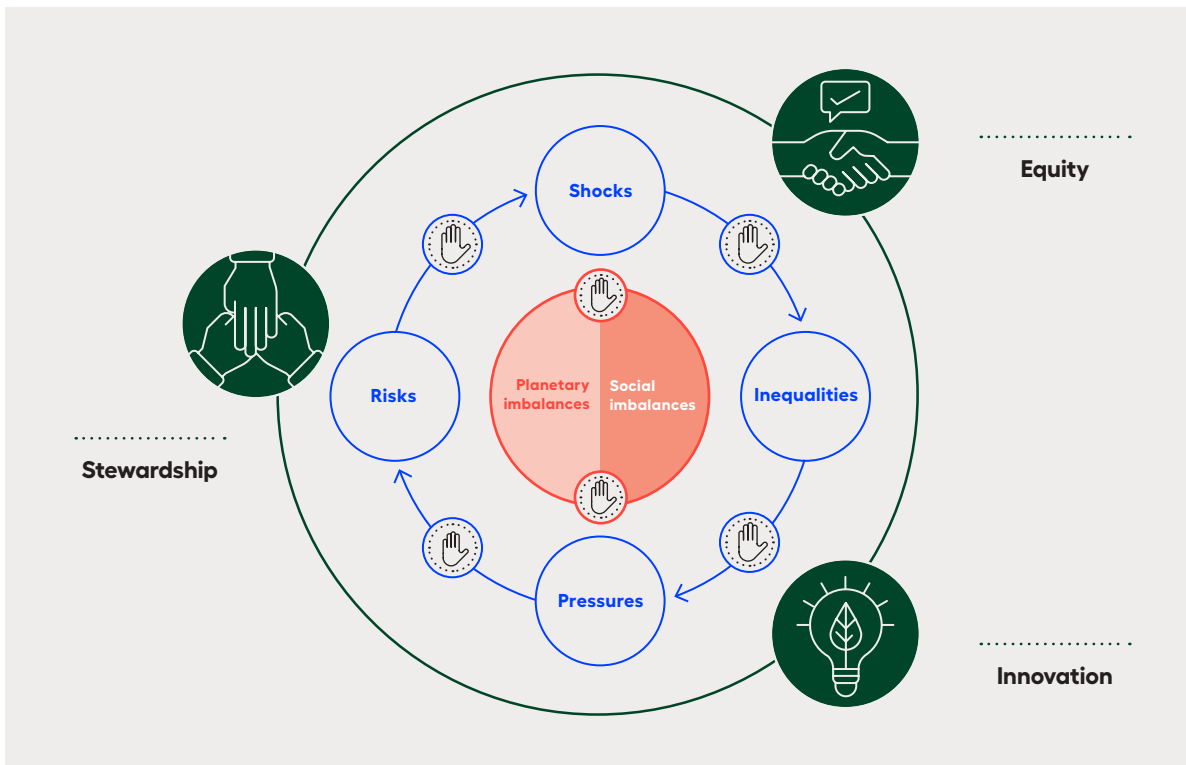 Equity
Shocks
Planetary
imbalances
Social
imbalances
Risks
Inequalities
Stewardship
Pressures
Innovation